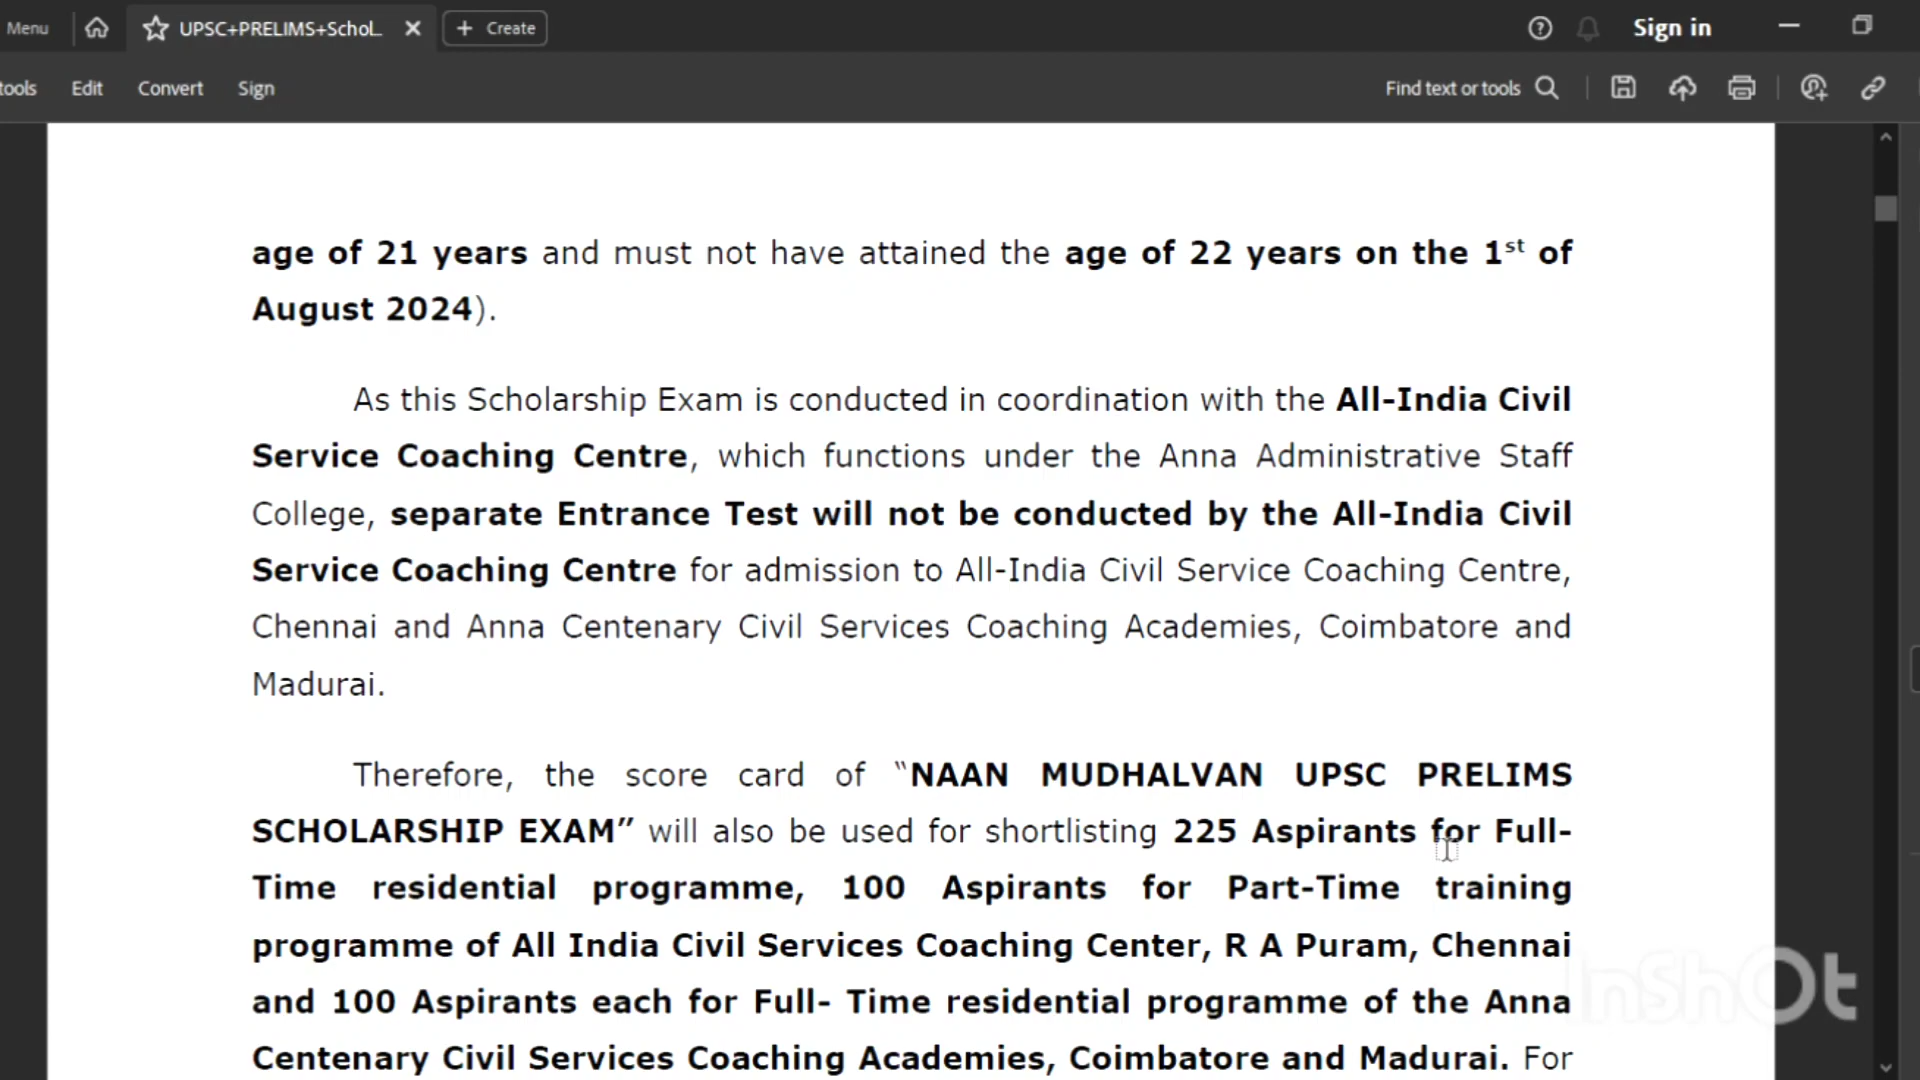 Menu
UPSC+PRELIMS+Schol...
Create
Sign in
tools
Edit
Convert
Sign
Find text or tools
age of 21 years and must not have attained the age of 22 years on the 1st of
August 2024).
As this Scholarship Exam is conducted in coordination with the All-India Civil
Service Coaching Centre, which functions under the Anna Administrative Staff
College, separate Entrance Test will not be conducted by the All-India Civil
Service Coaching Centre for admission to All-India Civil Service Coaching Centre,
Chennai and Anna Centenary Civil Services Coaching Academies, Coimbatore and
Madurai.
Therefore, the score card of “NAAN MUDHALVAN UPSC PRELIMS
SCHOLARSHIP EXAM” will also be used for shortlisting 225 Aspirants for Full-
Time residential programme, 100 Aspirants for Part-Time training
programme of All India Civil Services Coaching Center, R A Puram, Chennai
and 100 Aspirants each for Full- Time residential programme of the Anna
Centenary Civil Services Coaching Academies, Coimbatore and Madurai. For
InShOt